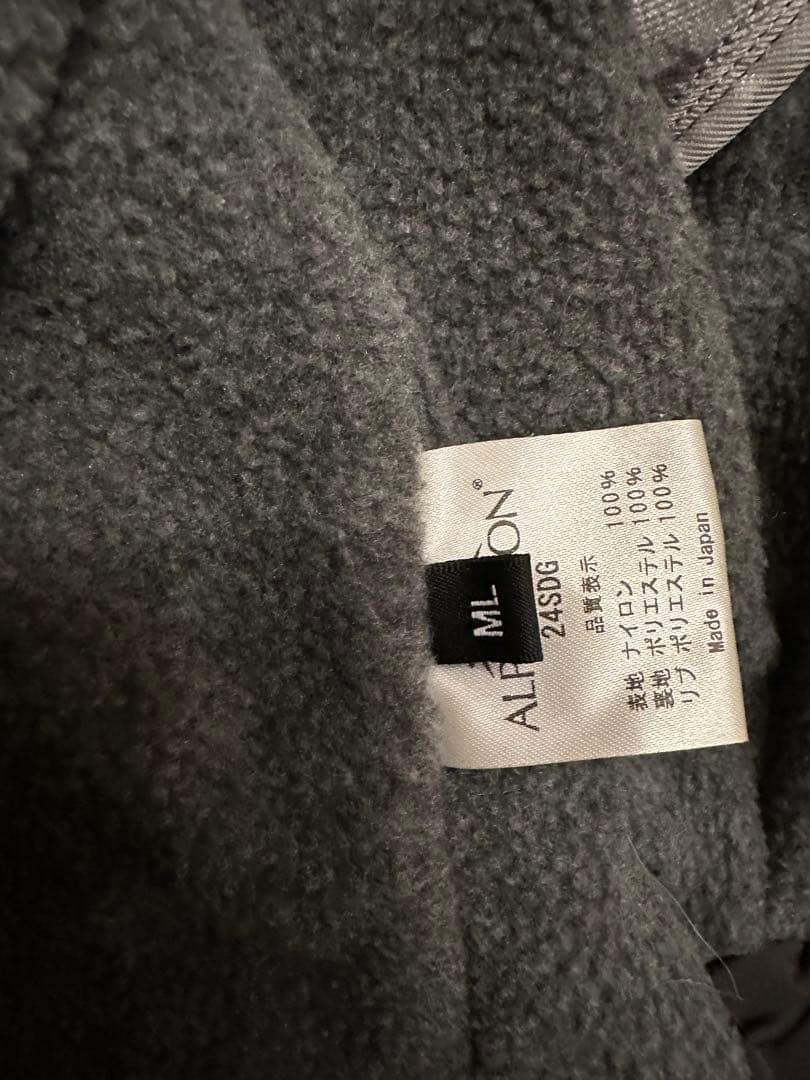 ML
24SDG
品質表示
表地 ナイロン 100%
裏地 ポリエステル 100%
リブ ポリエステル 100%
Made in Japan